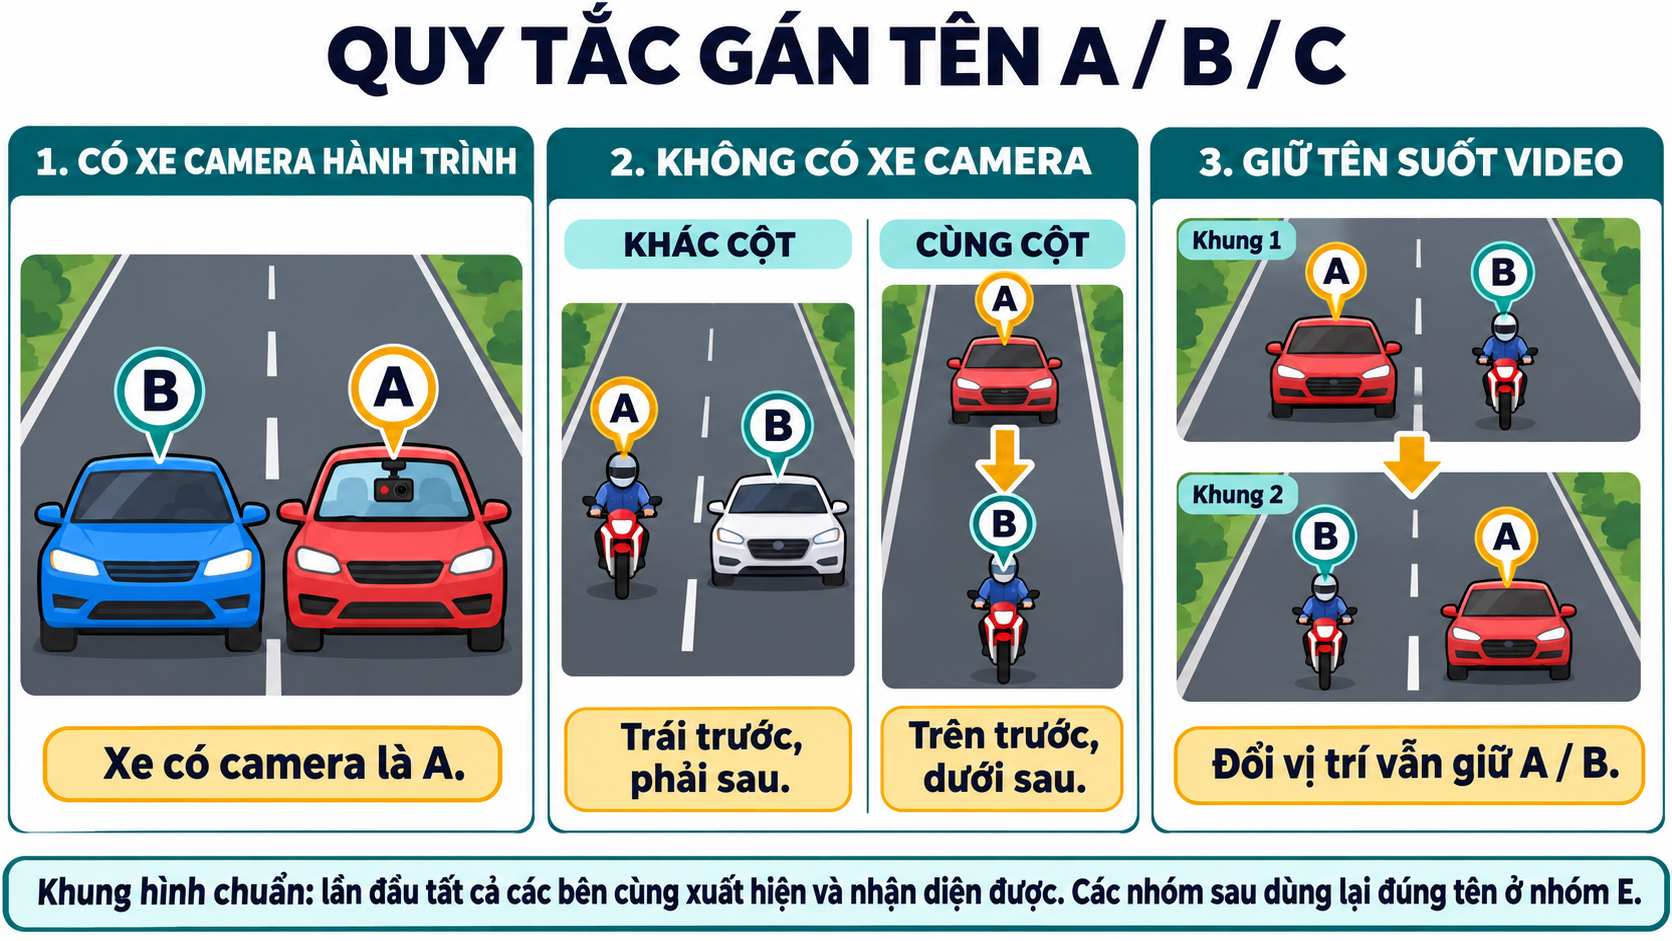 QUY TẮC GÁN TÊN A / B / C
1. CÓ XE CAMERA HÀNH TRÌNH
B
A
Xe có camera là A.
2. KHÔNG CÓ XE CAMERA
KHÁC CỘT
A
B
Trái trước,
phải sau.
CÙNG CỘT
A
B
Trên trước,
dưới sau.
3. GIỮ TÊN SUỐT VIDEO
Khung 1
A
B
Khung 2
B
A
Đổi vị trí vẫn giữ A / B.
Khung hình chuẩn: lần đầu tất cả các bên cùng xuất hiện và nhận diện được. Các nhóm sau dùng lại đúng tên ở nhóm E.